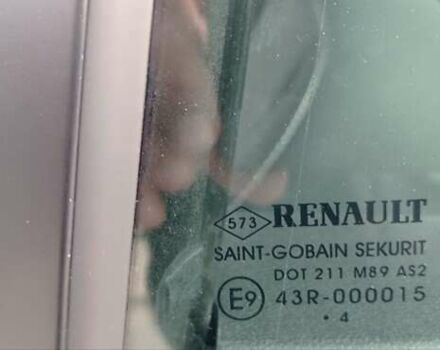 573 RENAULT
SAINT-GOBAIN SEKURIT
DOT 211 M89 AS2
E9 43R-000015
• 4